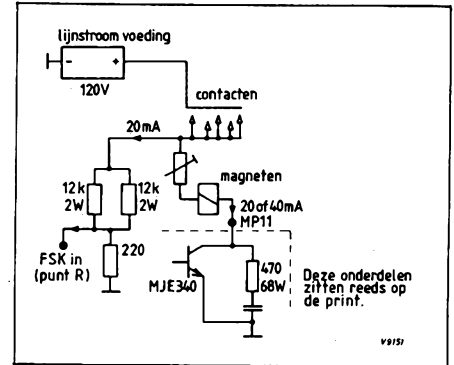 lijnstroom voeding
- +
120V
contacten
20mA
magneten
12k
2W
12k
2W
20 of 40mA
MP11
FSK in
(punt R)
220
MJE340
470
68W
Deze onderdelen
zitten reeds op
de print.
V9151